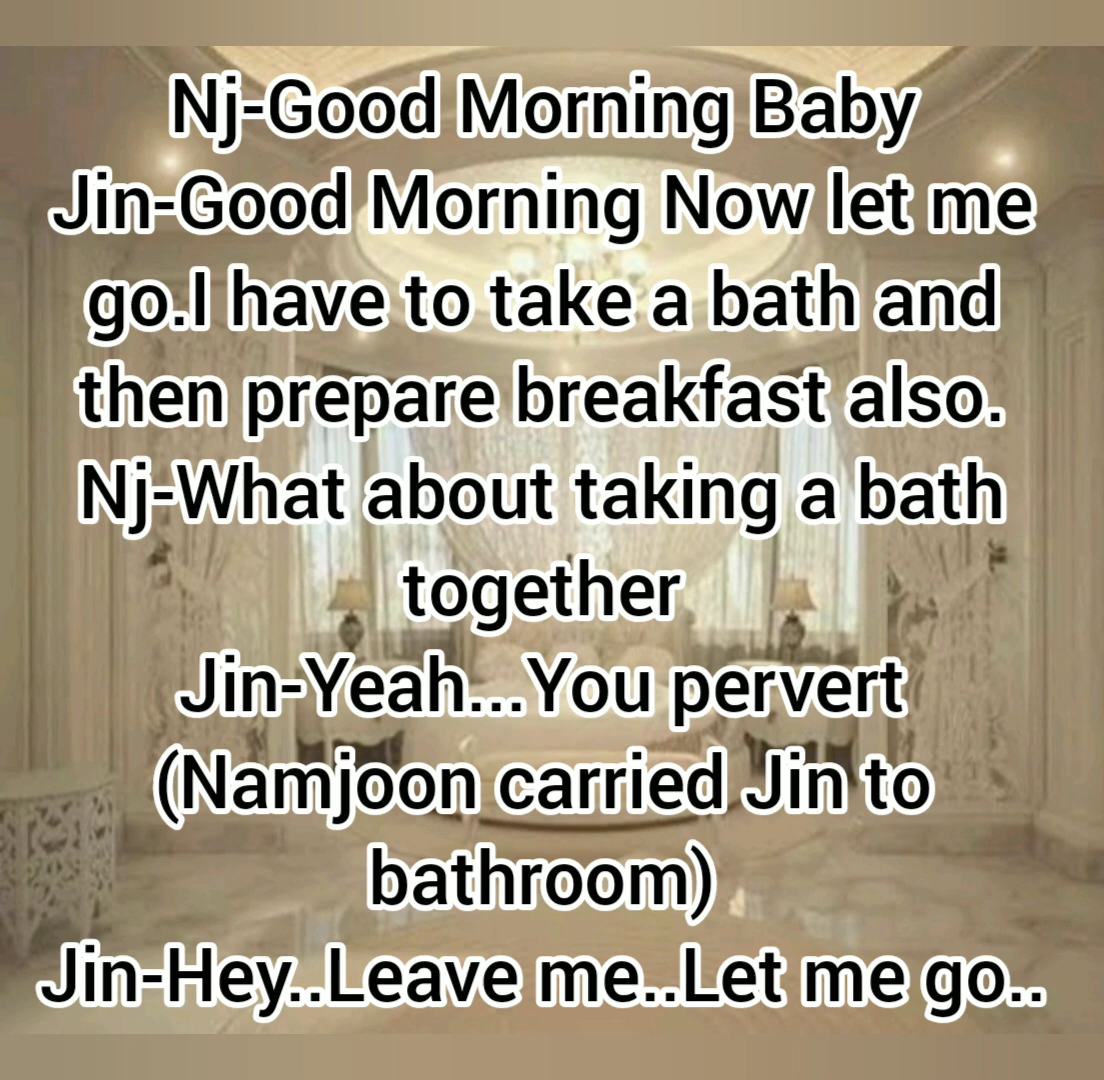 Nj-Good Morning Baby
Jin-Good Morning Now let me
go.I have to take a bath and
then prepare breakfast also.
Nj-What about taking a bath
together
Jin-Yeah...You pervert
(Namjoon carried Jin to
bathroom)
Jin-Hey..Leave me..Let me go..